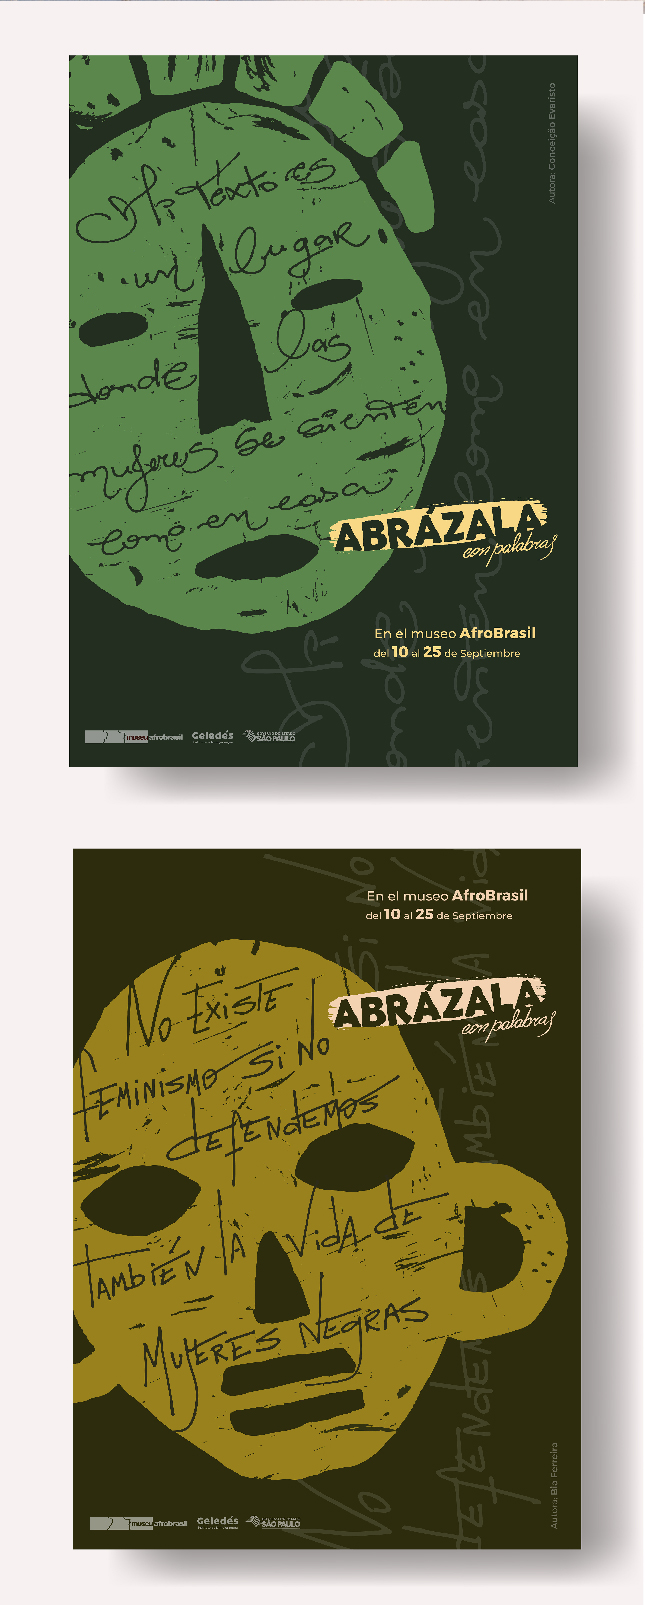 Autora: Conceição Evaristo
Mi texto es
un lugar
donde las
mujeres se sienten
como en casa
ABRÁZALA
con palabras
En el museo AfroBrasil
del 10 al 25 de Septiembre
museuafrobrasil
Geledés
SÃO PAULO
En el museo AfroBrasil
del 10 al 25 de Septiembre
ABRÁZALA
con palabras
No Existe
feminismo si no
defendemos
también la vida de
Mujeres Negras
Autora: Bia Ferreira
museuafrobrasil
Geledés
SÃO PAULO